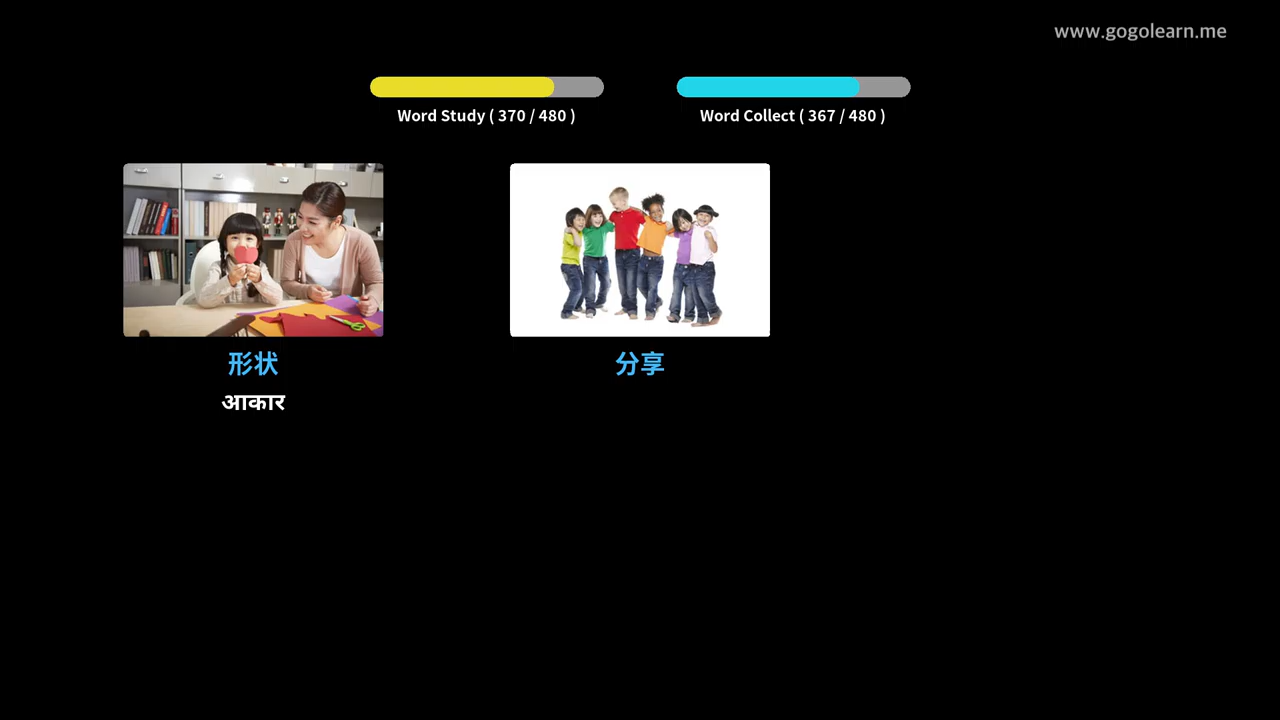 www.gogolearn.me
Word Study ( 370 / 480 )
Word Collect ( 367 / 480 )
形状
分享
आकार